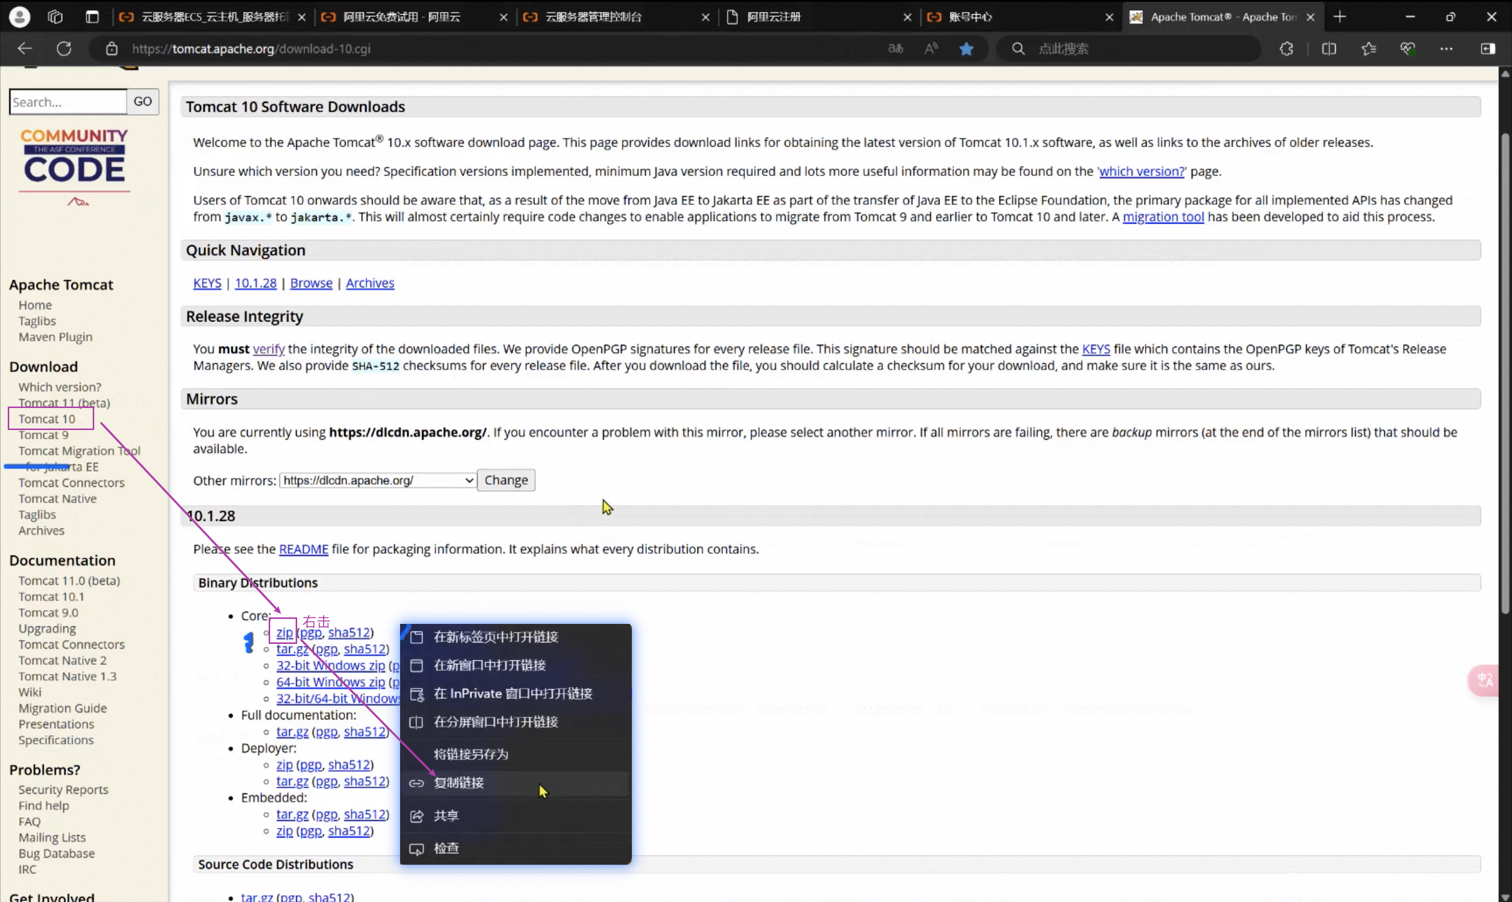 云服务器ECS_云主机_服务器托
阿里云免费试用 - 阿里云
云服务器管理控制台
阿里云注册
账号中心
Apache Tomcat® - Apache Tom
https://tomcat.apache.org/download-10.cgi
点此搜索
Search...
GO
COMMUNITY
THE ASF CONFERENCE
CODE
Apache Tomcat
Home
Taglibs
Maven Plugin
Download
Which version?
Tomcat 11 (beta)
Tomcat 10
Tomcat 9
Tomcat Migration Tool
for Jakarta EE
Tomcat Connectors
Tomcat Native
Taglibs
Archives
Documentation
Tomcat 11.0 (beta)
Tomcat 10.1
Tomcat 9.0
Upgrading
Tomcat Connectors
Tomcat Native 2
Tomcat Native 1.3
Wiki
Migration Guide
Presentations
Specifications
Problems?
Security Reports
Find help
FAQ
Mailing Lists
Bug Database
IRC
Get Involved
Tomcat 10 Software Downloads
Welcome to the Apache Tomcat® 10.x software download page. This page provides download links for obtaining the latest version of Tomcat 10.1.x software, as well as links to the archives of older releases.
Unsure which version you need? Specification versions implemented, minimum Java version required and lots more useful information may be found on the 'which version?' page.
Users of Tomcat 10 onwards should be aware that, as a result of the move from Java EE to Jakarta EE as part of the transfer of Java EE to the Eclipse Foundation, the primary package for all implemented APIs has changed
from javax.* to jakarta.*. This will almost certainly require code changes to enable applications to migrate from Tomcat 9 and earlier to Tomcat 10 and later. A migration tool has been developed to aid this process.
Quick Navigation
KEYS | 10.1.28 | Browse | Archives
Release Integrity
You must verify the integrity of the downloaded files. We provide OpenPGP signatures for every release file. This signature should be matched against the KEYS file which contains the OpenPGP keys of Tomcat's Release
Managers. We also provide SHA-512 checksums for every release file. After you download the file, you should calculate a checksum for your download, and make sure it is the same as ours.
Mirrors
You are currently using https://dlcdn.apache.org/. If you encounter a problem with this mirror, please select another mirror. If all mirrors are failing, there are backup mirrors (at the end of the mirrors list) that should be
available.
Other mirrors: https://dlcdn.apache.org/ Change
10.1.28
Please see the README file for packaging information. It explains what every distribution contains.
Binary Distributions
Core:
右击
zip (pgp, sha512)
tar.gz (pgp, sha512)
32-bit Windows zip (p
64-bit Windows zip (p
32-bit/64-bit Windows
Full documentation:
tar.gz (pgp, sha512)
Deployer:
zip (pgp, sha512)
tar.gz (pgp, sha512)
Embedded:
tar.gz (pgp, sha512)
zip (pgp, sha512)
Source Code Distributions
tar.gz (pgp, sha512)
在新标签页中打开链接
在新窗口中打开链接
在 InPrivate 窗口中打开链接
在分屏窗口中打开链接
将链接另存为
复制链接
共享
检查